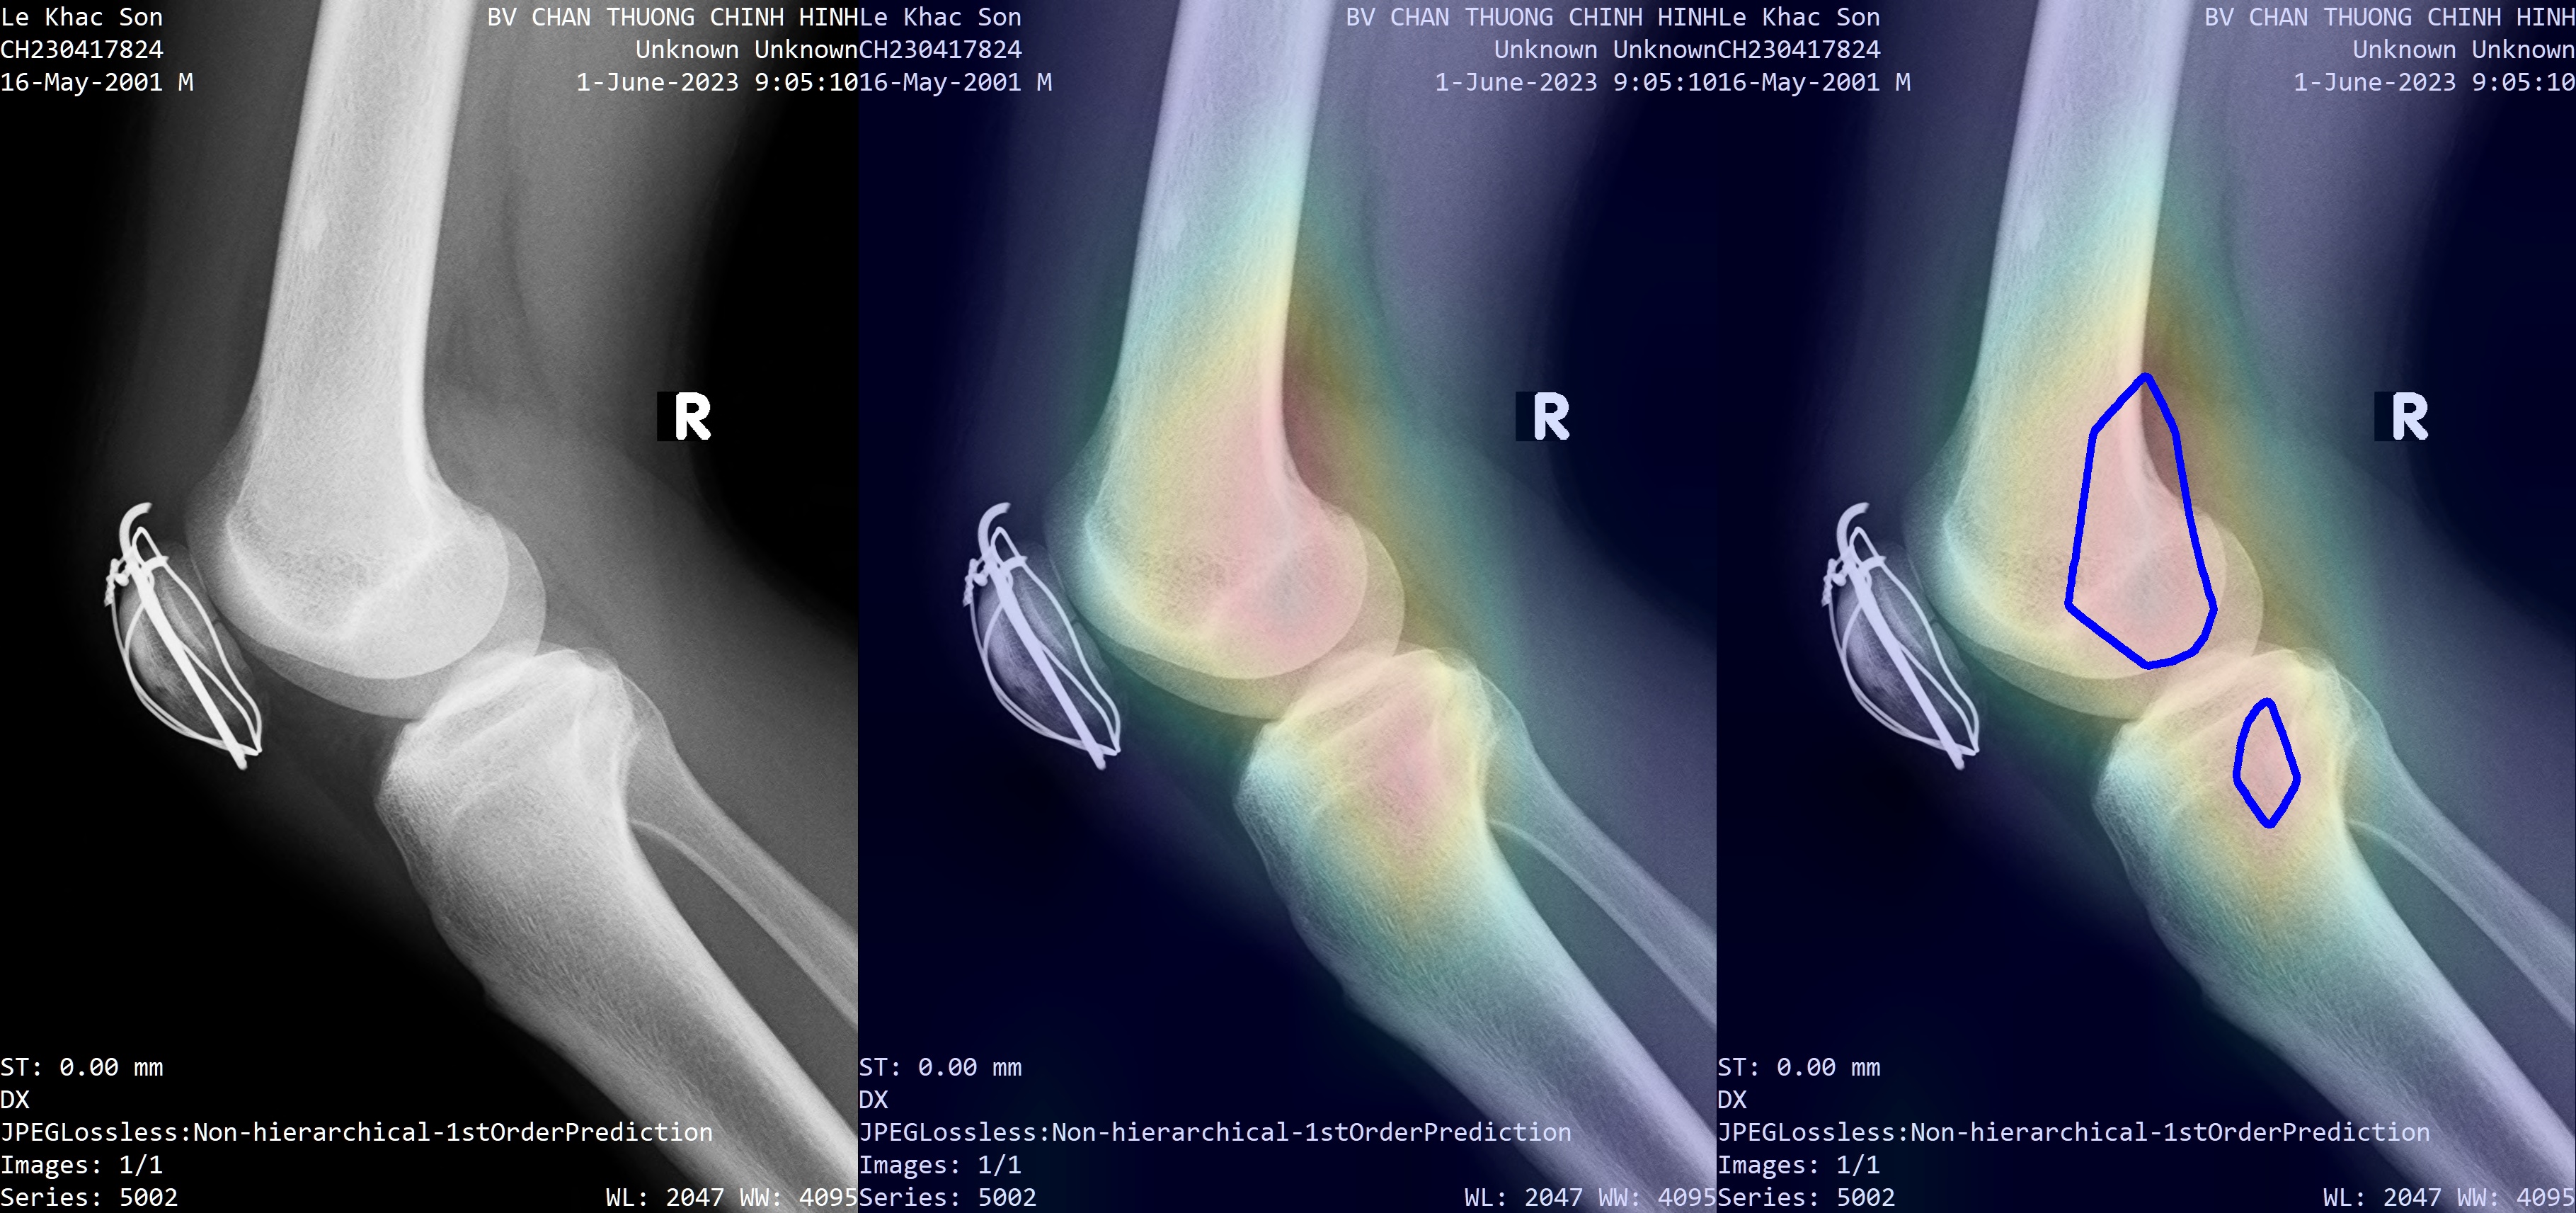 Le Khac Son
CH230417824
16-May-2001 M
BV CHAN THUONG CHINH HINH
Unknown Unknown
1-June-2023 9:05:10
R
ST: 0.00 mm
DX
JPEGLossless:Non-hierarchical-1stOrderPrediction
Images: 1/1
Series: 5002
WL: 2047 WW: 4095
Le Khac Son
CH230417824
16-May-2001 M
BV CHAN THUONG CHINH HINH
Unknown Unknown
1-June-2023 9:05:10
R
ST: 0.00 mm
DX
JPEGLossless:Non-hierarchical-1stOrderPrediction
Images: 1/1
Series: 5002
WL: 2047 WW: 4095
Le Khac Son
CH230417824
16-May-2001 M
BV CHAN THUONG CHINH HINH
Unknown Unknown
1-June-2023 9:05:10
R
ST: 0.00 mm
DX
JPEGLossless:Non-hierarchical-1stOrderPrediction
Images: 1/1
Series: 5002
WL: 2047 WW: 4095